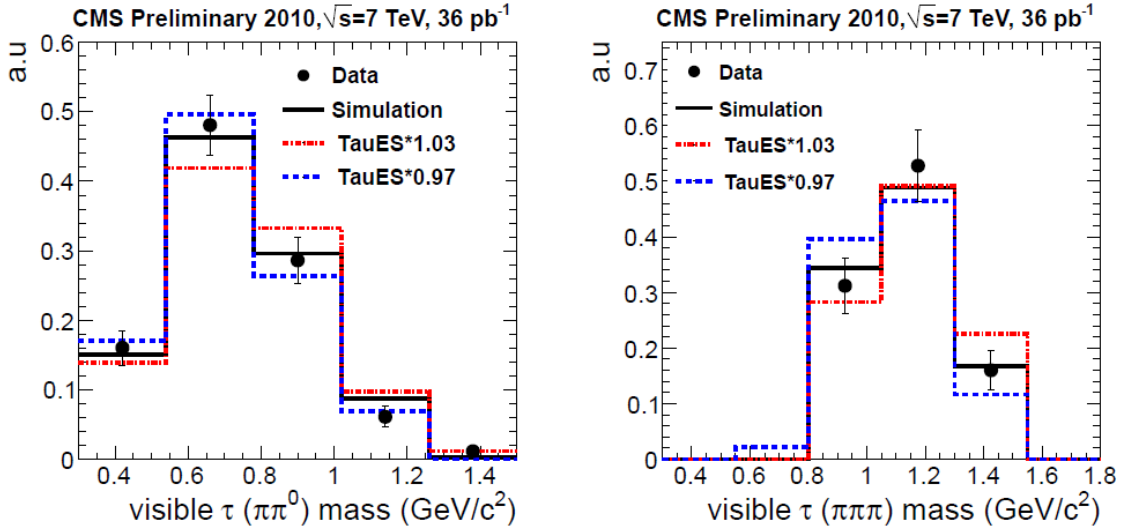 CMS Preliminary 2010,√s=7 TeV, 36 pb⁻¹
a.u
0.6
0.5
0.4
0.3
0.2
0.1
0
Data
Simulation
TauES*1.03
TauES*0.97
0.4 0.6 0.8 1 1.2 1.4
visible τ (ππ⁰) mass (GeV/c²)
CMS Preliminary 2010,√s=7 TeV, 36 pb⁻¹
a.u
0.7
0.6
0.5
0.4
0.3
0.2
0.1
0
Data
Simulation
TauES*1.03
TauES*0.97
0.4 0.6 0.8 1 1.2 1.4 1.6 1.8
visible τ (πππ) mass (GeV/c²)